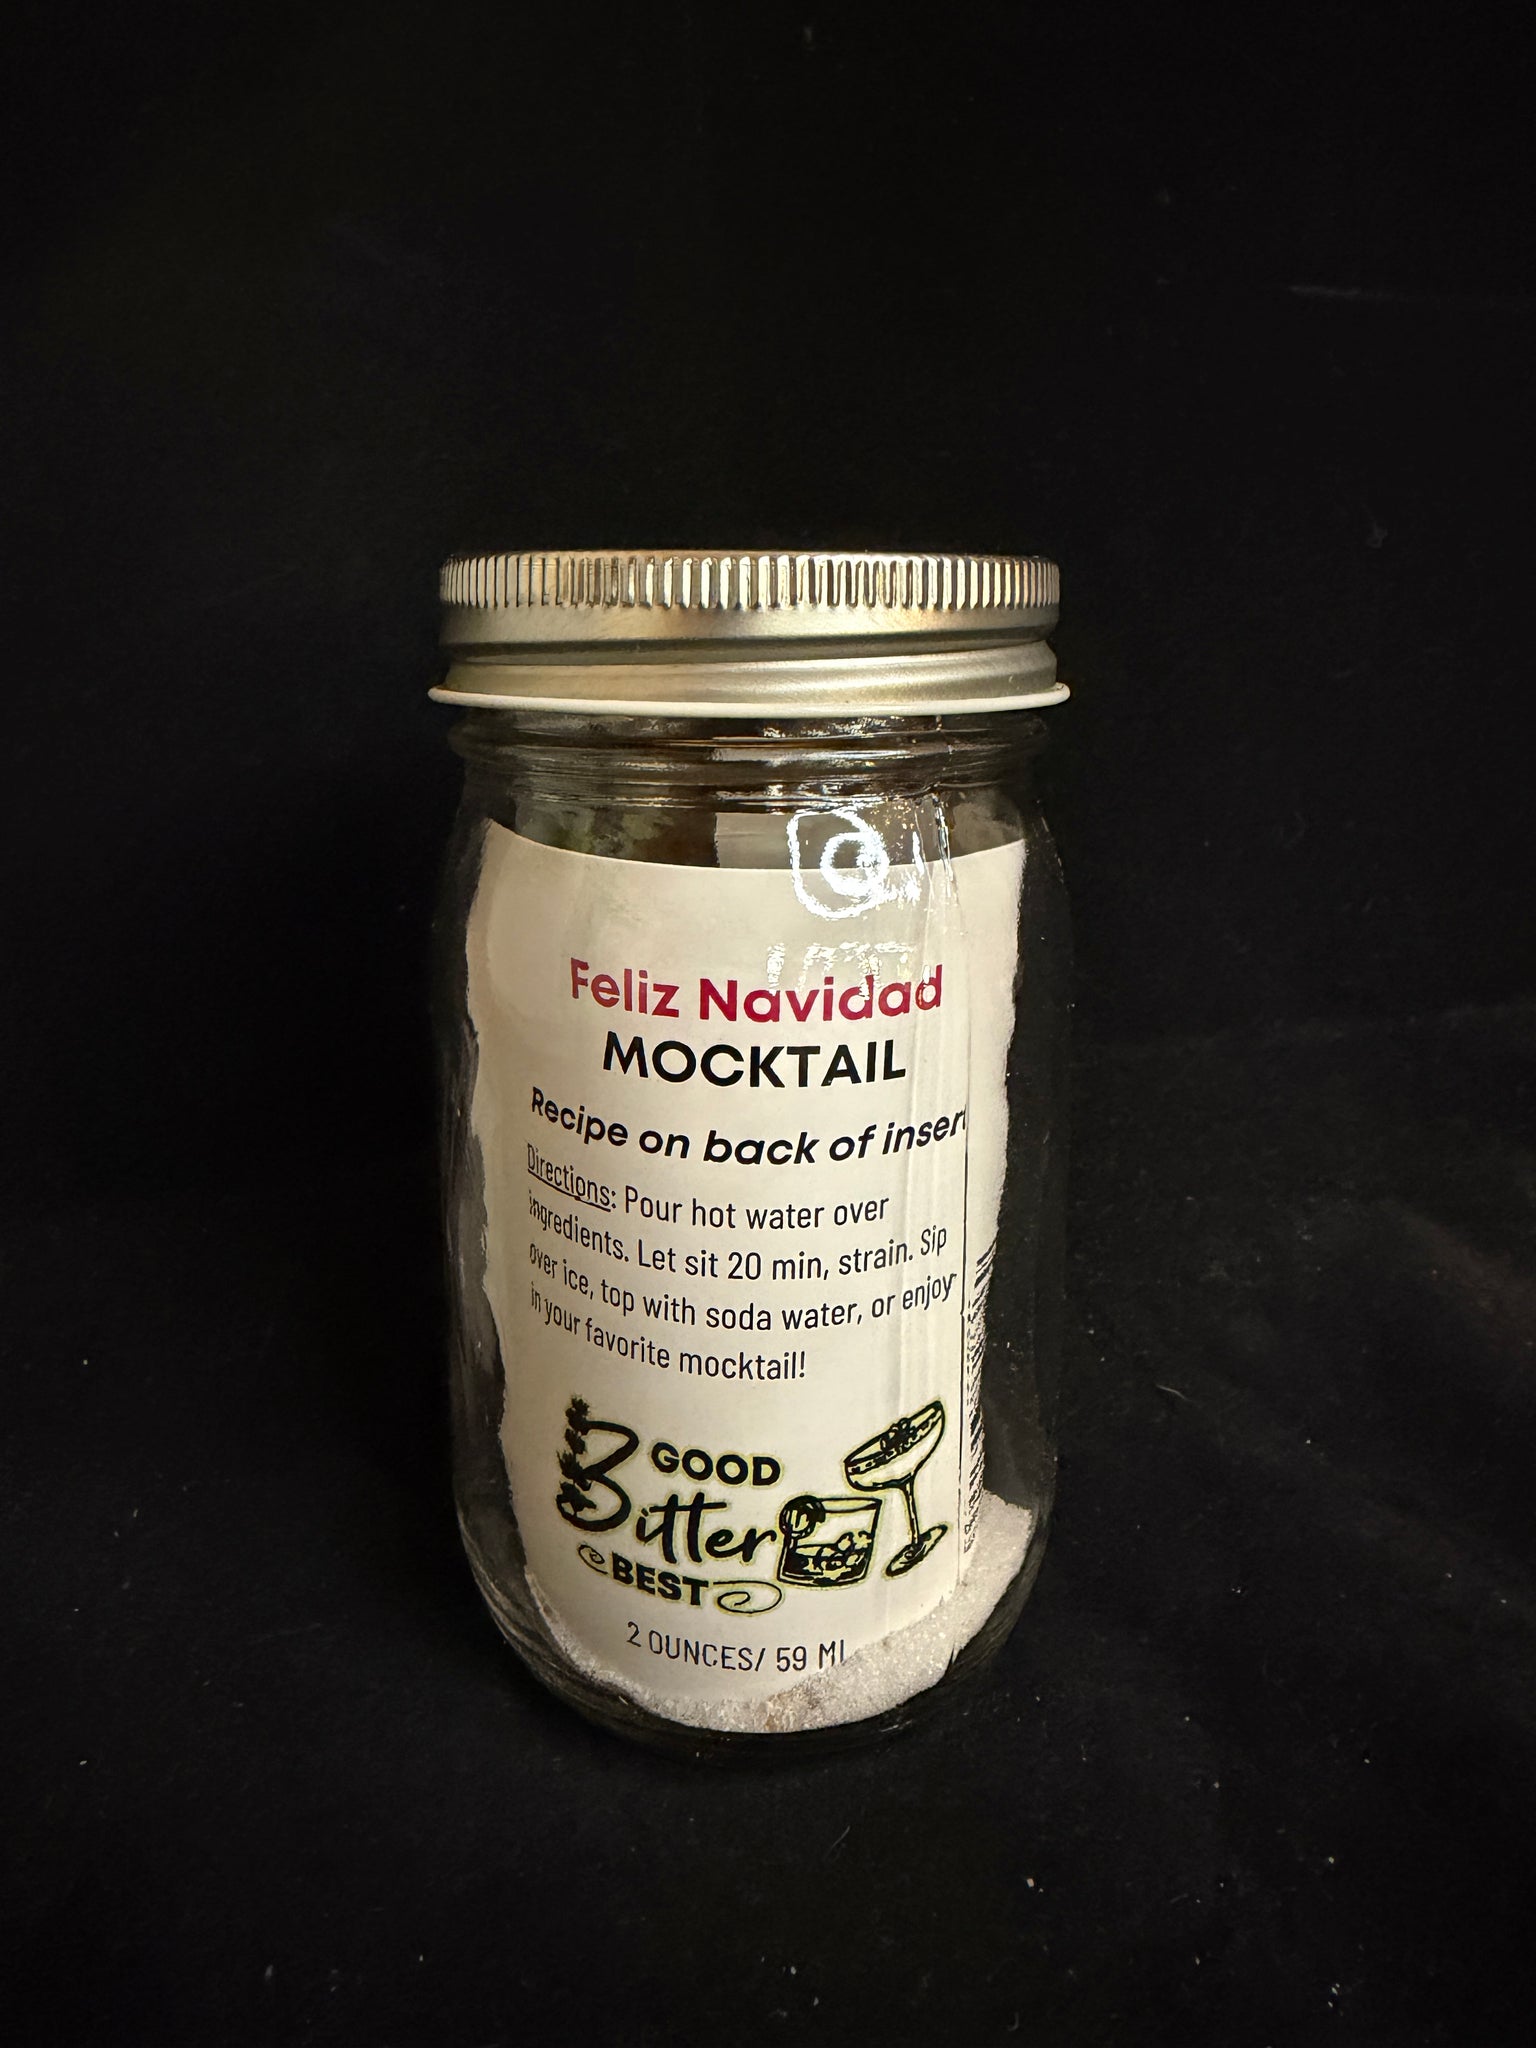 Feliz Navidad
MOCKTAIL
Recipe on back of insert
Directions: Pour hot water over
ingredients. Let sit 20 min, strain. Sip
over ice, top with soda water, or enjoy
in your favorite mocktail!
GOOD
Bitter
BEST
2 OUNCES/ 59 ML